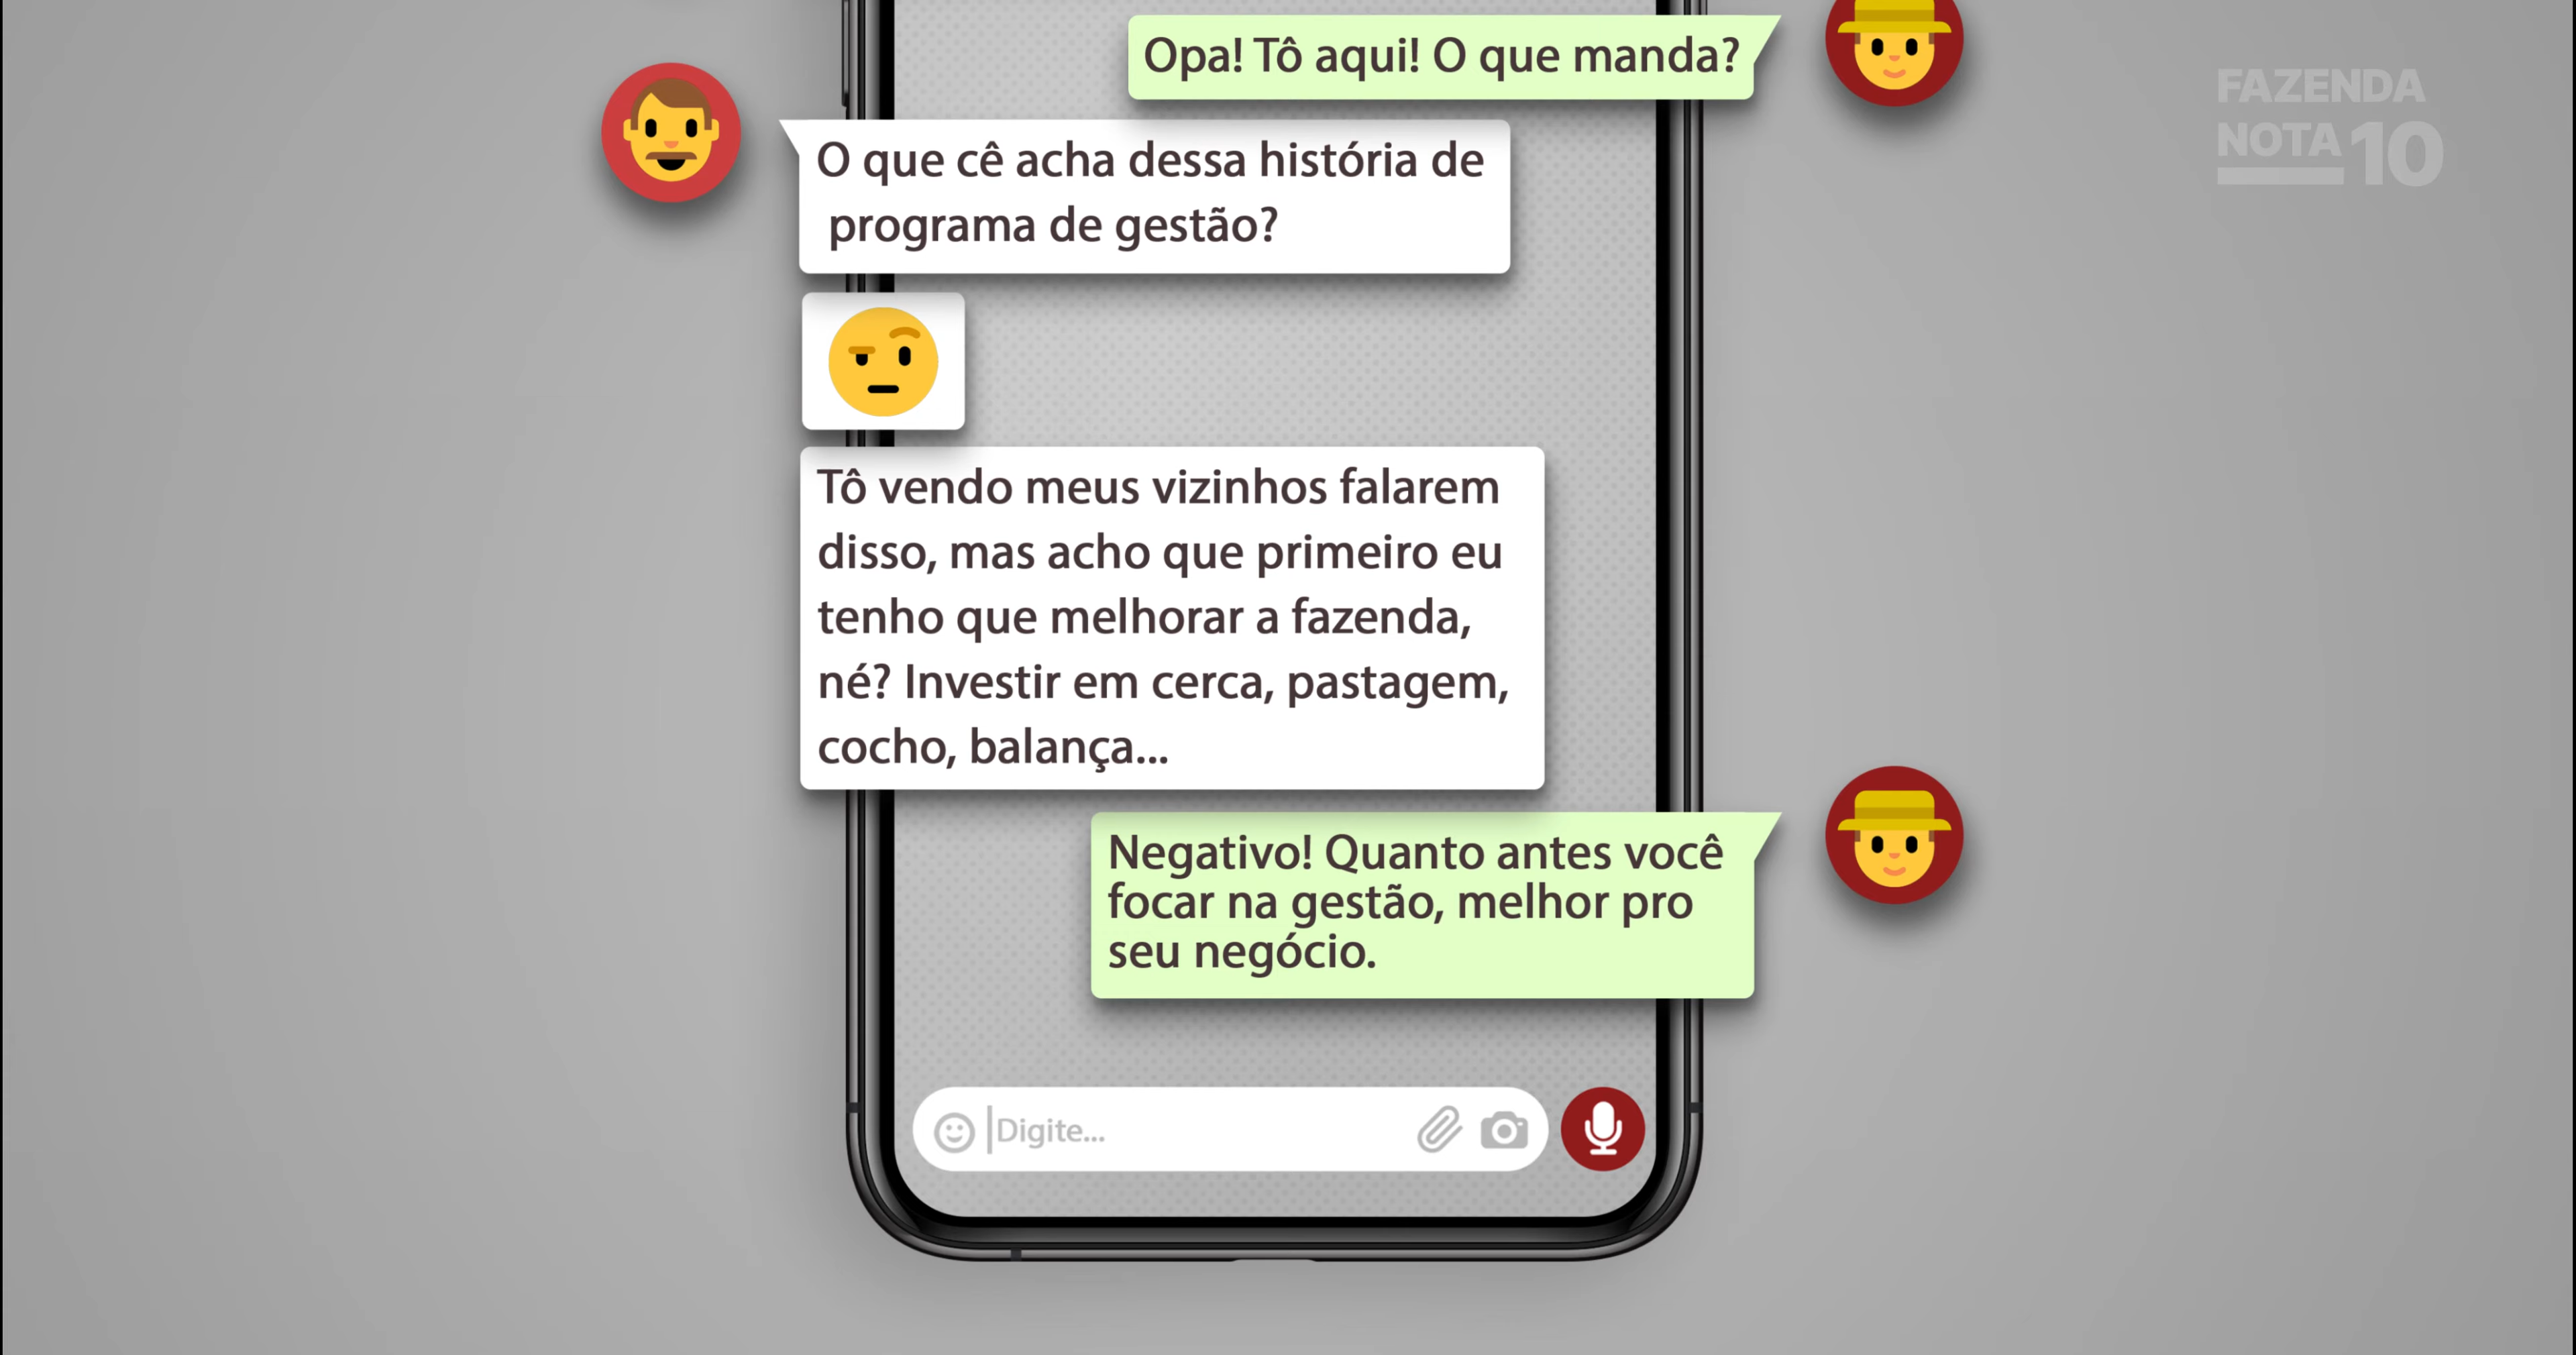 Opa! Tô aqui! O que manda?
FAZENDA
NOTA 10
O que cê acha dessa história de
programa de gestão?
Tô vendo meus vizinhos falarem
disso, mas acho que primeiro eu
tenho que melhorar a fazenda,
né? Investir em cerca, pastagem,
cocho, balança...
Negativo! Quanto antes você
focar na gestão, melhor pro
seu negócio.
Digite...